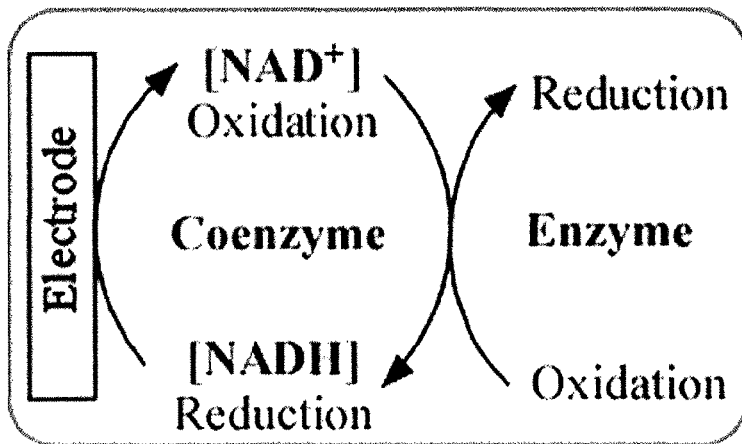 Electrode
[NAD⁺]
Oxidation
Reduction
Coenzyme
Enzyme
[NADH]
Reduction
Oxidation